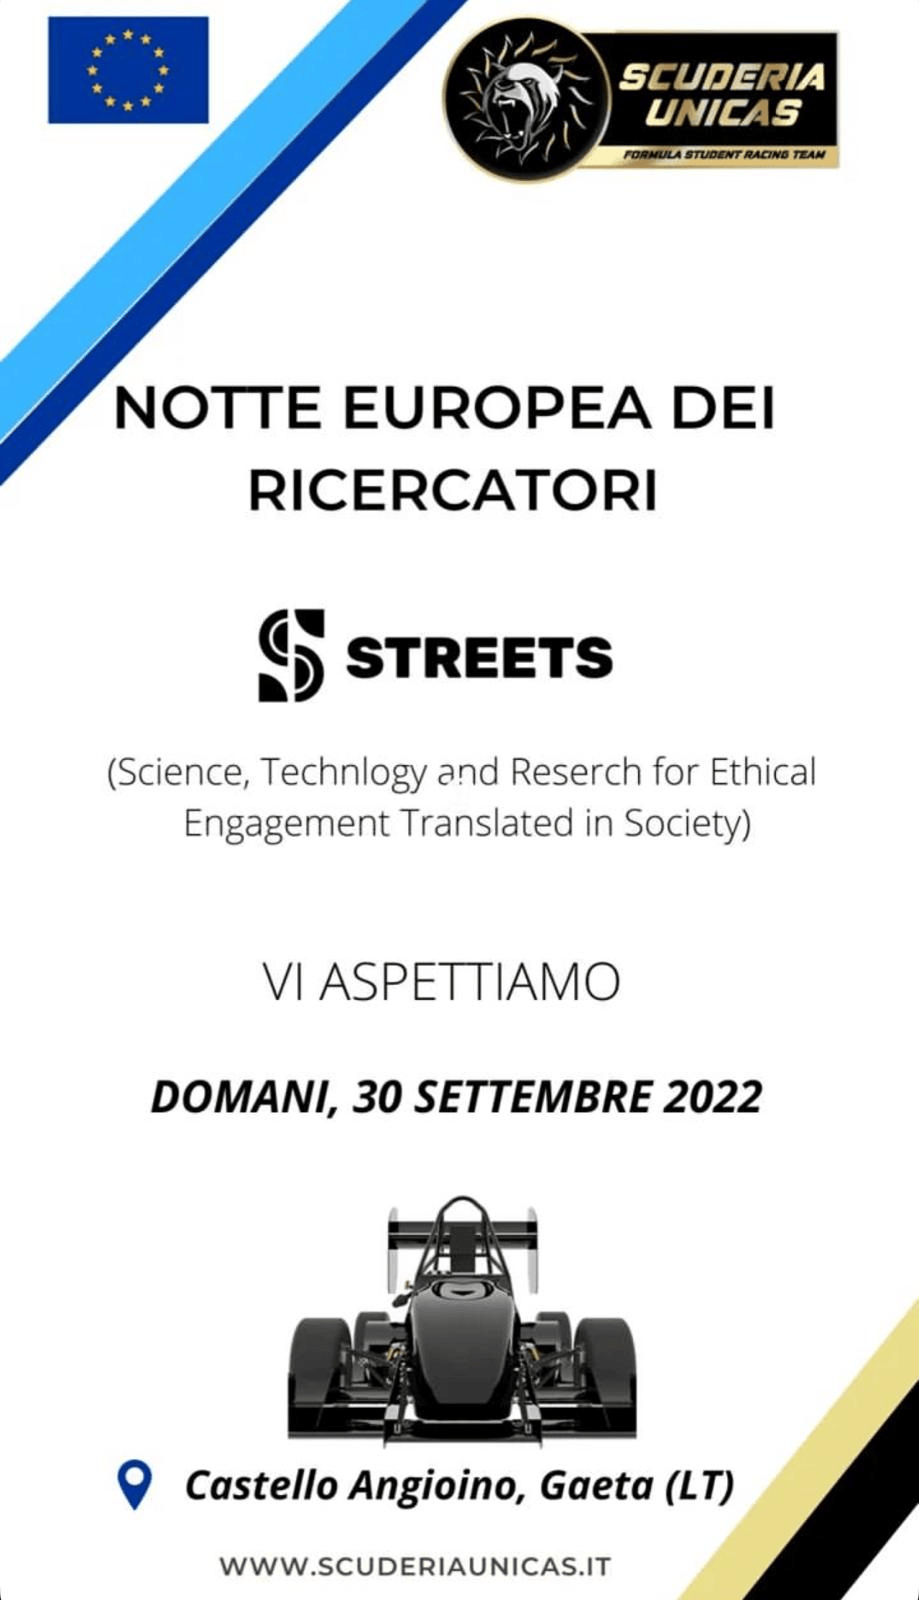 SCUDERIA
UNICAS
FORMULA STUDENT RACING TEAM
NOTTE EUROPEA DEI
RICERCATORI
STREETS
(Science, Technlogy and Reserch for Ethical
Engagement Translated in Society)
VI ASPETTIAMO
DOMANI, 30 SETTEMBRE 2022
Castello Angioino, Gaeta (LT)
WWW.SCUDERIAUNICAS.IT